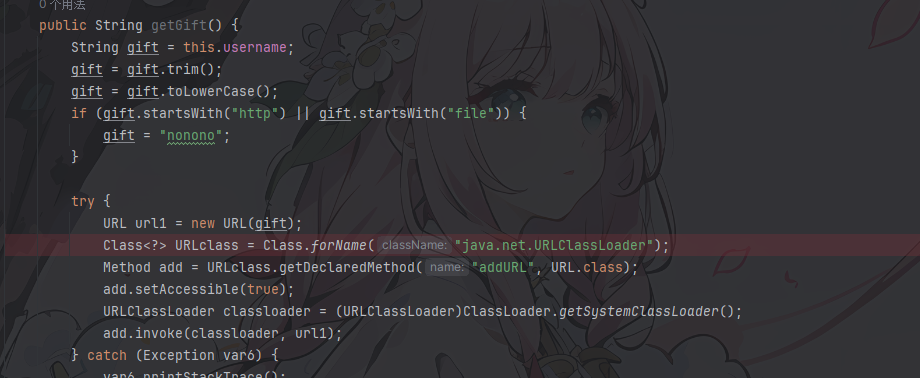 0 个用法
public String getGift() {
String gift = this.username;
gift = gift.trim();
gift = gift.toLowerCase();
if (gift.startsWith("http") || gift.startsWith("file")) {
gift = "nonono";
}
try {
URL url1 = new URL(gift);
Class<?> URLclass = Class.forName( className: "java.net.URLClassLoader");
Method add = URLclass.getDeclaredMethod( name: "addURL", URL.class);
add.setAccessible(true);
URLClassLoader classloader = (URLClassLoader)ClassLoader.getSystemClassLoader();
add.invoke(classloader, url1);
} catch (Exception var6) {
var6.printStackTrace();